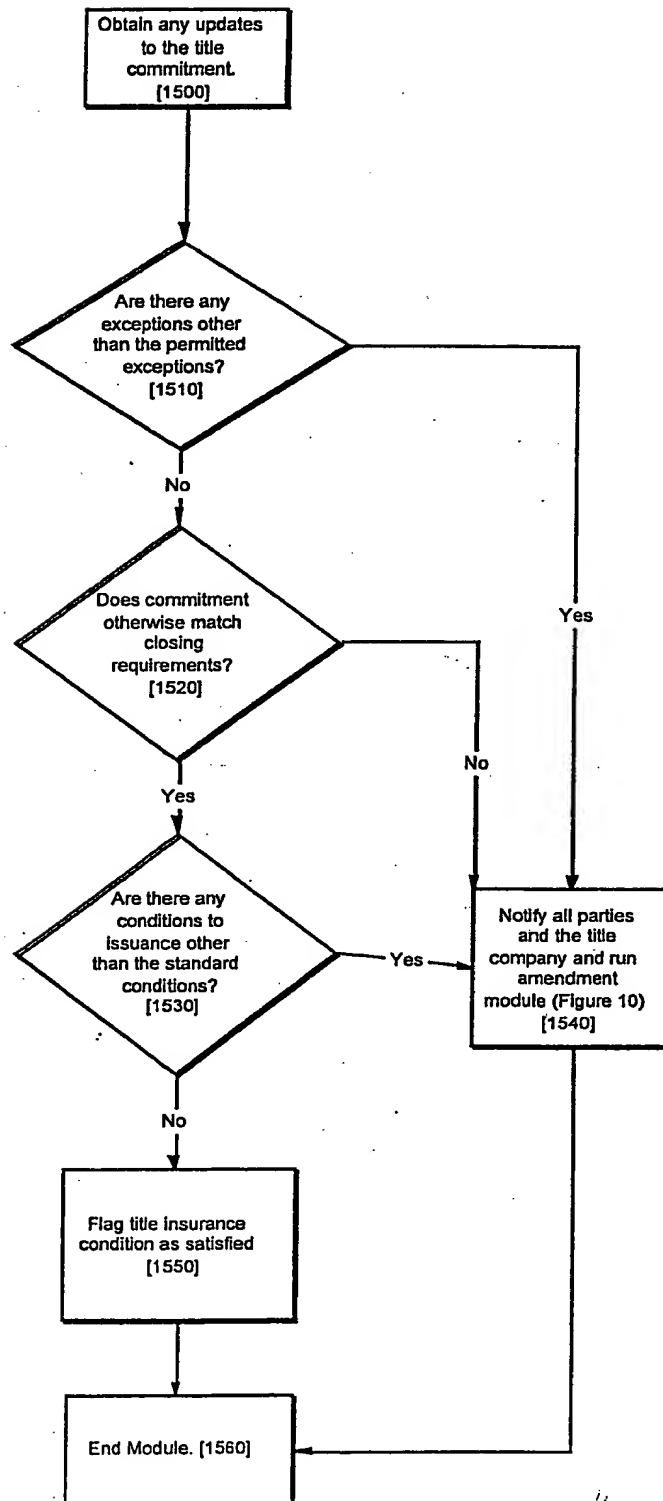 Obtain any updates
to the title
commitment.
[1500]
Are there any
exceptions other
than the permitted
exceptions?
[1510]
No
Yes
Does commitment
otherwise match
closing
requirements?
[1520]
No
Yes
Are there any
conditions to
issuance other
than the standard
conditions?
[1530]
Yes
Notify all parties
and the title
company and run
amendment
module (Figure 10)
[1540]
No
Flag title insurance
condition as satisfied
[1550]
End Module. [1560]